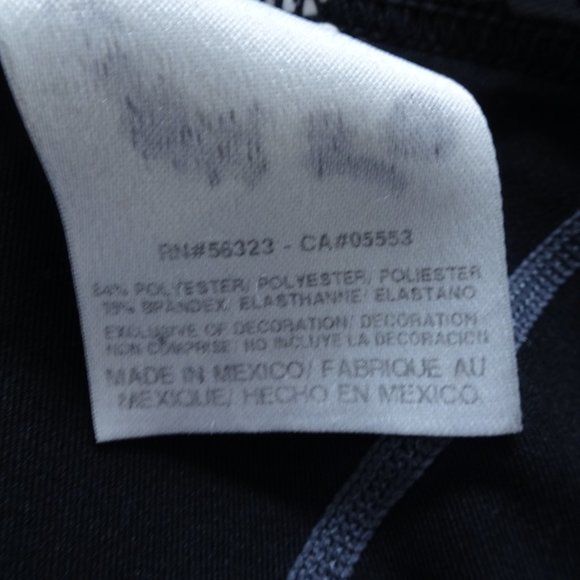 RN#56323 - CA#05553
84% POLYESTER/ POLYESTER/ POLIESTER
16% SPANDEX/ ELASTHANNE/ ELASTANO
EXCLUSIVE OF DECORATION/ DECORATION
NON COMPRISE/ NO INCLUYE LA DECORACION
MADE IN MEXICO/ FABRIQUE AU
MEXIQUE/ HECHO EN MEXICO